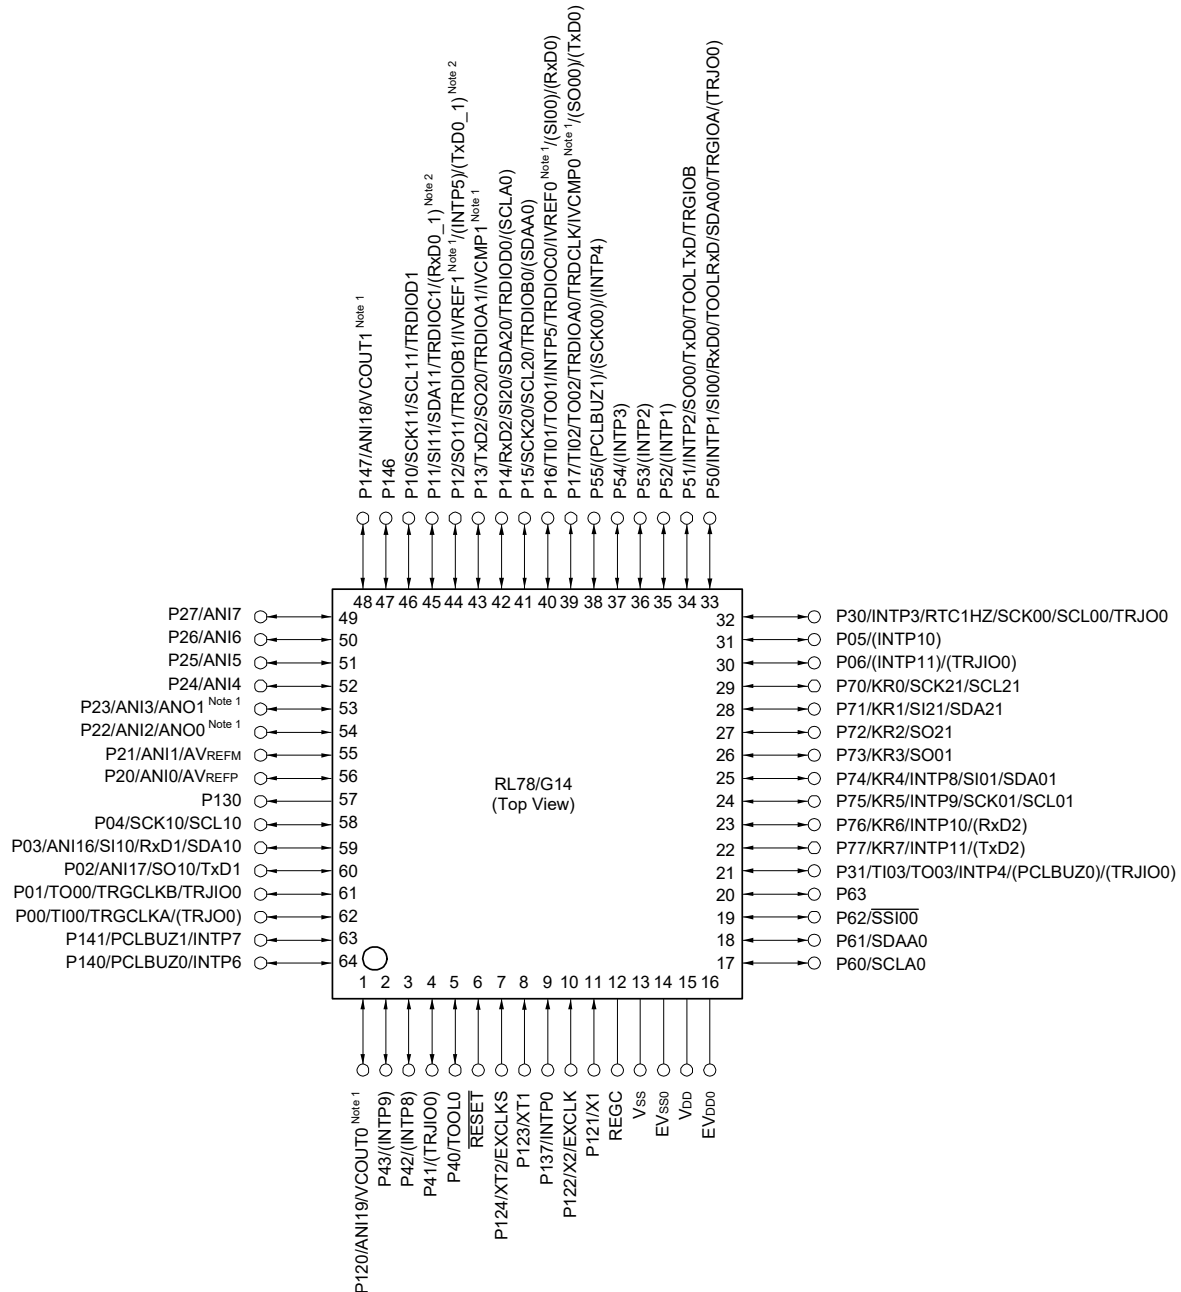 P147/ANI18/VCOUT1 Note 1
P146
P10/SCK11/SCL11/TRDIOD1
P11/SI11/SDA11/TRDIOC1/(RxD0_1) Note 2
P12/SO11/TRDIOB1/IVREF1 Note 1/(INTP5)/(TxD0_1) Note 2
P13/TxD2/SO20/TRDIOA1/IVCMP1 Note 1
P14/RxD2/SI20/SDA20/TRDIOD0/(SCLA0)
P15/SCK20/SCL20/TRDIOB0/(SDAA0)
P16/TI01/TO01/INTP5/TRDIOC0/IVREF0 Note 1/(SI00)/(RxD0)
P17/TI02/TO02/TRDIOA0/TRDCLK/IVCMP0 Note 1/(SO00)/(TxD0)
P55/(PCLBUZ1)/(SCK00)/(INTP4)
P54/(INTP3)
P53/(INTP2)
P52/(INTP1)
P51/INTP2/SO00/TxD0/TOOLTxD/TRGIOB
P50/INTP1/SI00/RxD0/TOOLRxD/SDA00/TRGIOA/(TRJO0)
48 47 46 45 44 43 42 41 40 39 38 37 36 35 34 33
P27/ANI7 49
P26/ANI6 50
P25/ANI5 51
P24/ANI4 52
P23/ANI3/ANO1 Note 1 53
P22/ANI2/ANO0 Note 1 54
P21/ANI1/AVREFM 55
P20/ANI0/AVREFP 56
P130 57
P04/SCK10/SCL10 58
P03/ANI16/SI10/RxD1/SDA10 59
P02/ANI17/SO10/TxD1 60
P01/TO00/TRGCLKB/TRJIO0 61
P00/TI00/TRGCLKA/(TRJO0) 62
P141/PCLBUZ1/INTP7 63
P140/PCLBUZ0/INTP6 64
RL78/G14
(Top View)
32 P30/INTP3/RTC1HZ/SCK00/SCL00/TRJO0
31 P05/(INTP10)
30 P06/(INTP11)/(TRJIO0)
29 P70/KR0/SCK21/SCL21
28 P71/KR1/SI21/SDA21
27 P72/KR2/SO21
26 P73/KR3/SO01
25 P74/KR4/INTP8/SI01/SDA01
24 P75/KR5/INTP9/SCK01/SCL01
23 P76/KR6/INTP10/(RxD2)
22 P77/KR7/INTP11/(TxD2)
21 P31/TI03/TO03/INTP4/(PCLBUZ0)/(TRJIO0)
20 P63
19 P62/SSI00
18 P61/SDAA0
17 P60/SCLA0
1 2 3 4 5 6 7 8 9 10 11 12 13 14 15 16
P120/ANI19/VCOUT0 Note 1
P43/(INTP9)
P42/(INTP8)
P41/(TRJIO0)
P40/TOOL0
RESET
P124/XT2/EXCLKS
P123/XT1
P137/INTP0
P122/X2/EXCLK
P121/X1
REGC
VSS
EVSS0
VDD
EVDD0